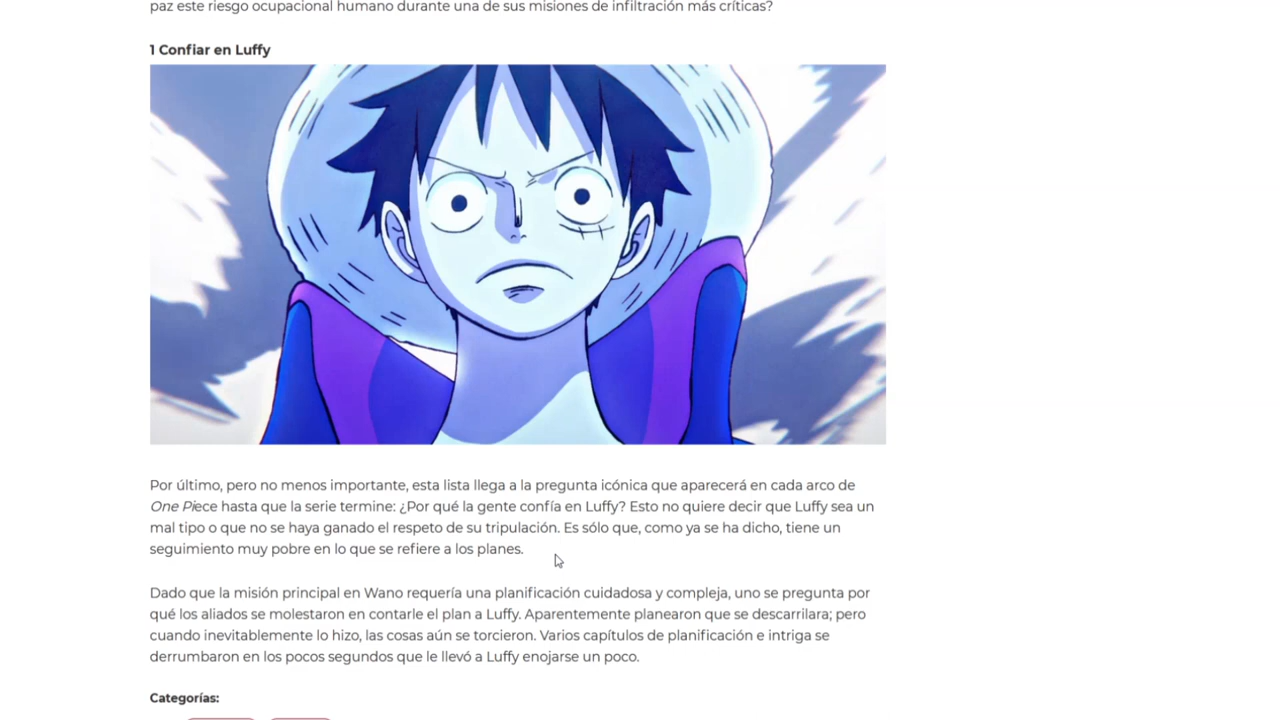 paz este riesgo ocupacional humano durante una de sus misiones de infiltración más críticas?
1 Confiar en Luffy
Por último, pero no menos importante, esta lista llega a la pregunta icónica que aparecerá en cada arco de
One Piece hasta que la serie termine: ¿Por qué la gente confía en Luffy? Esto no quiere decir que Luffy sea un
mal tipo o que no se haya ganado el respeto de su tripulación. Es sólo que, como ya se ha dicho, tiene un
seguimiento muy pobre en lo que se refiere a los planes.
Dado que la misión principal en Wano requería una planificación cuidadosa y compleja, uno se pregunta por
qué los aliados se molestaron en contarle el plan a Luffy. Aparentemente planearon que se descarrilara; pero
cuando inevitablemente lo hizo, las cosas aún se torcieron. Varios capítulos de planificación e intriga se
derrumbaron en los pocos segundos que le llevó a Luffy enojarse un poco.
Categorías: